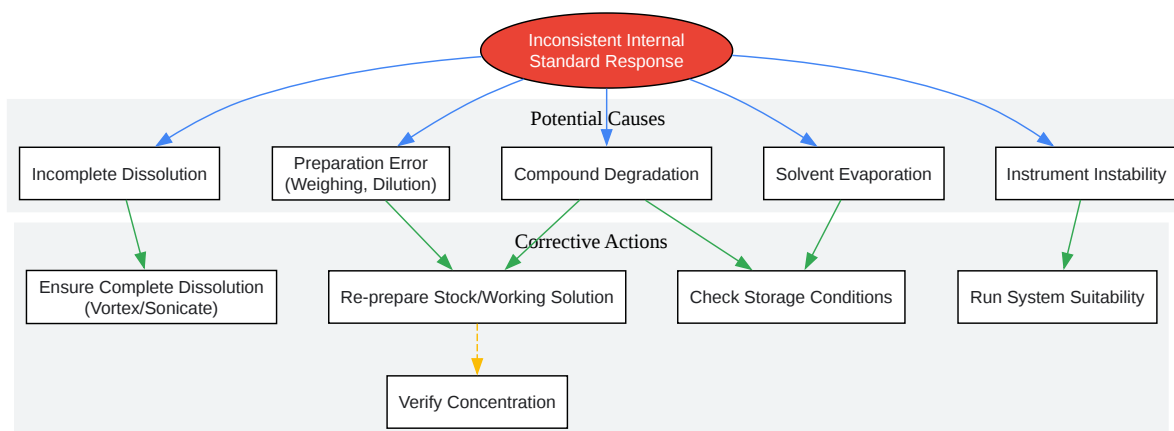 Inconsistent Internal
Standard Response
Potential Causes
Incomplete Dissolution
Preparation Error
(Weighing, Dilution)
Compound Degradation
Solvent Evaporation
Instrument Instability
Corrective Actions
Ensure Complete Dissolution
(Vortex/Sonicate)
Re-prepare Stock/Working Solution
Check Storage Conditions
Run System Suitability
Verify Concentration